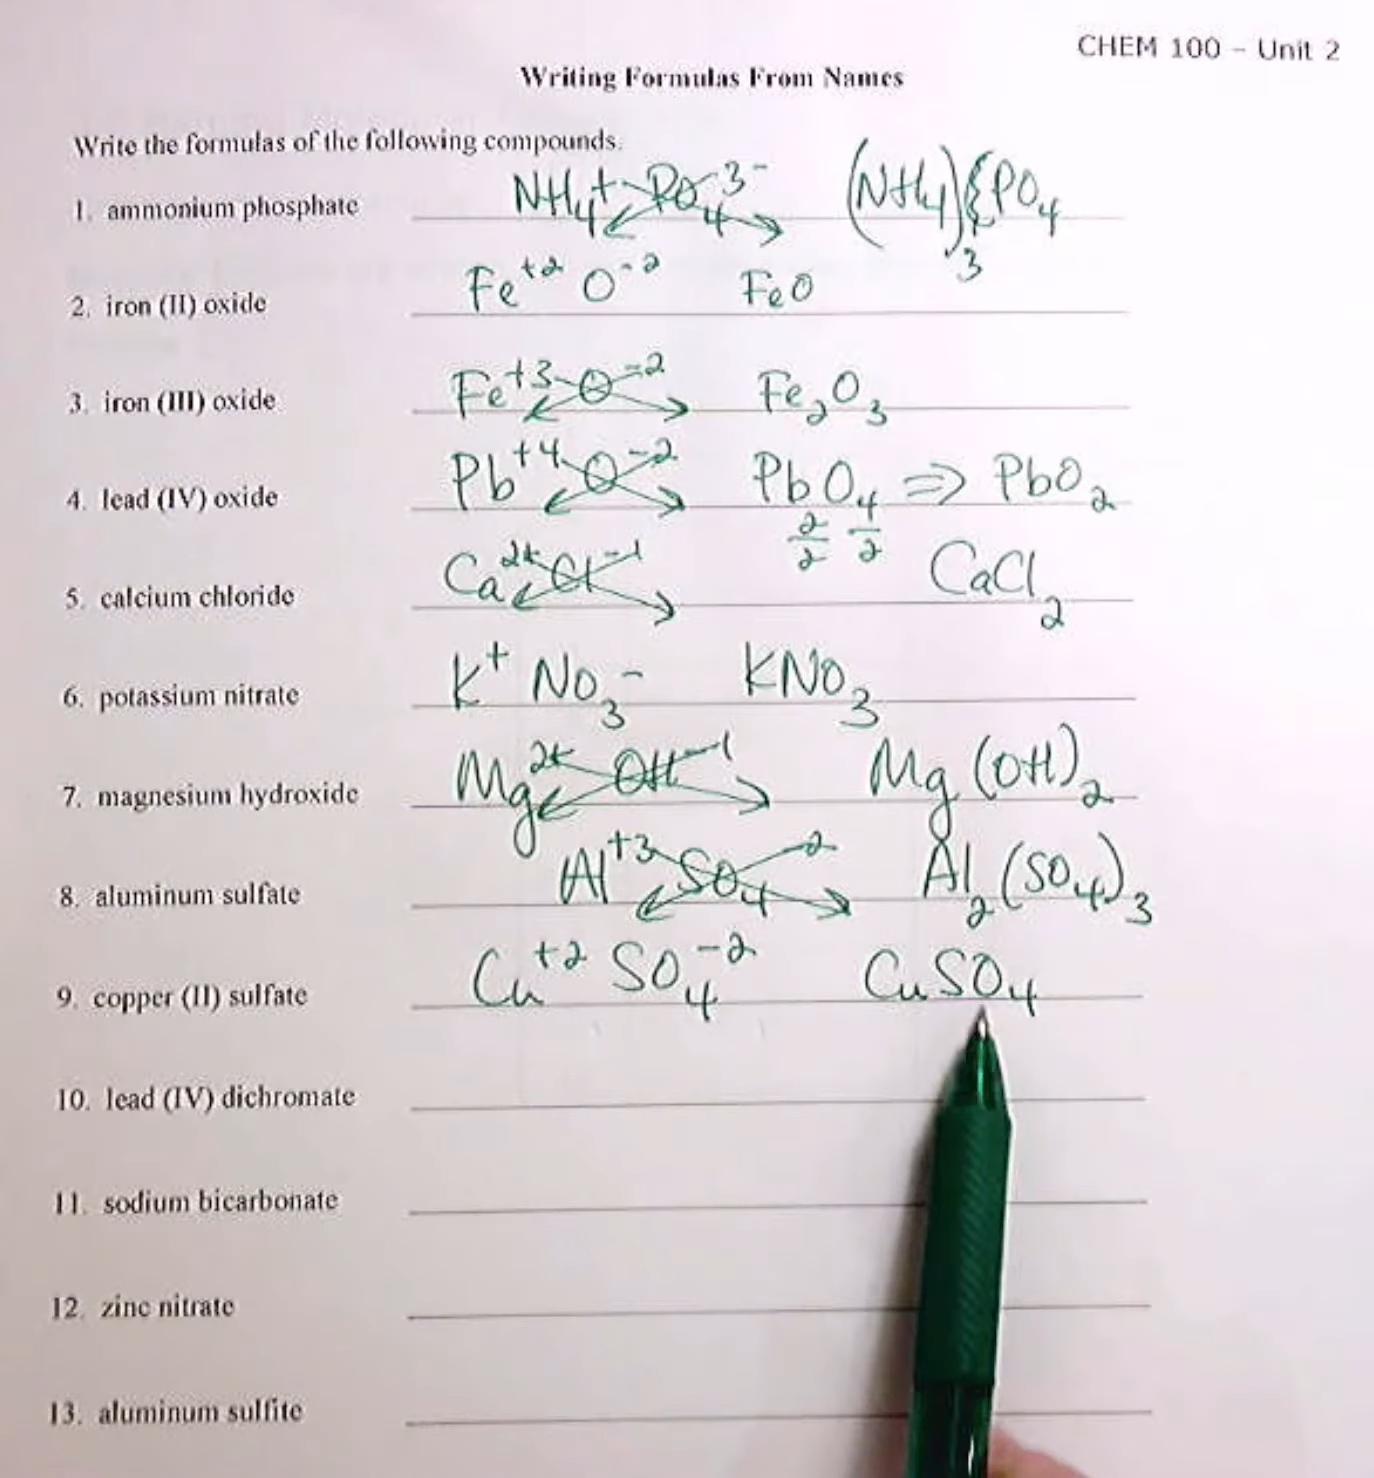 CHEM 100 - Unit 2
Writing Formulas From Names
Write the formulas of the following compounds.
1. ammonium phosphate NH₄⁺ PO₄³⁻ (NH₄)₃PO₄
2. iron (II) oxide Fe⁺² O⁻² FeO
3. iron (III) oxide Fe⁺³ O⁻² Fe₂O₃
4. lead (IV) oxide Pb⁺⁴ O⁻² Pb₂/₂ O₄/₂ ⇒ PbO₂
5. calcium chloride Ca²⁺ Cl⁻¹ CaCl₂
6. potassium nitrate K⁺ NO₃⁻ KNO₃
7. magnesium hydroxide Mg²⁺ OH⁻¹ Mg(OH)₂
8. aluminum sulfate Al⁺³ SO₄⁻² Al₂(SO₄)₃
9. copper (II) sulfate Cu⁺² SO₄⁻² CuSO₄
10. lead (IV) dichromate
11. sodium bicarbonate
12. zinc nitrate
13. aluminum sulfite